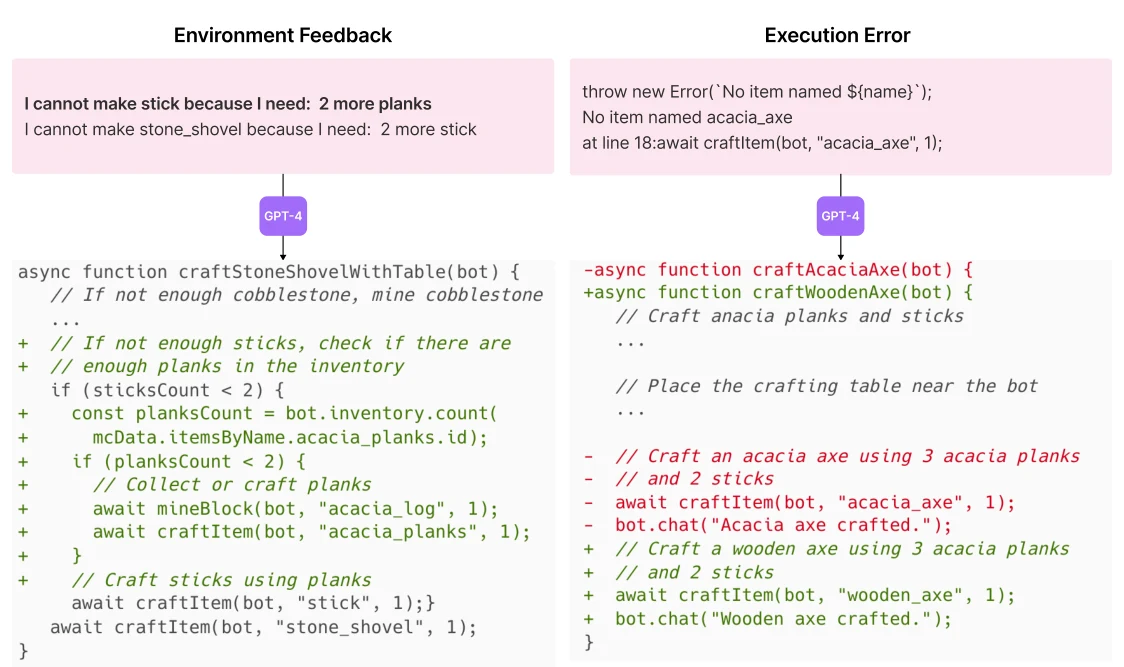 Environment Feedback
I cannot make stick because I need:  2 more planks
I cannot make stone_shovel because I need:  2 more stick
GPT-4
async function craftStoneShovelWithTable(bot) {
   // If not enough cobblestone, mine cobblestone
   ...
+  // If not enough sticks, check if there are
+  // enough planks in the inventory
   if (sticksCount < 2) {
+    const planksCount = bot.inventory.count(
+      mcData.itemsByName.acacia_planks.id);
+    if (planksCount < 2) {
+      // Collect or craft planks
+      await mineBlock(bot, "acacia_log", 1);
+      await craftItem(bot, "acacia_planks", 1);
+    }
+    // Craft sticks using planks
     await craftItem(bot, "stick", 1);}
   await craftItem(bot, "stone_shovel", 1);
}
Execution Error
throw new Error(`No item named ${name}`);
No item named acacia_axe
at line 18:await craftItem(bot, "acacia_axe", 1);
GPT-4
-async function craftAcaciaAxe(bot) {
+async function craftWoodenAxe(bot) {
   // Craft anacia planks and sticks
   ...
   // Place the crafting table near the bot
   ...
-  // Craft an acacia axe using 3 acacia planks
-  // and 2 sticks
-  await craftItem(bot, "acacia_axe", 1);
-  bot.chat("Acacia axe crafted.");
+  // Craft a wooden axe using 3 acacia planks
+  // and 2 sticks
+  await craftItem(bot, "wooden_axe", 1);
+  bot.chat("Wooden axe crafted.");
}